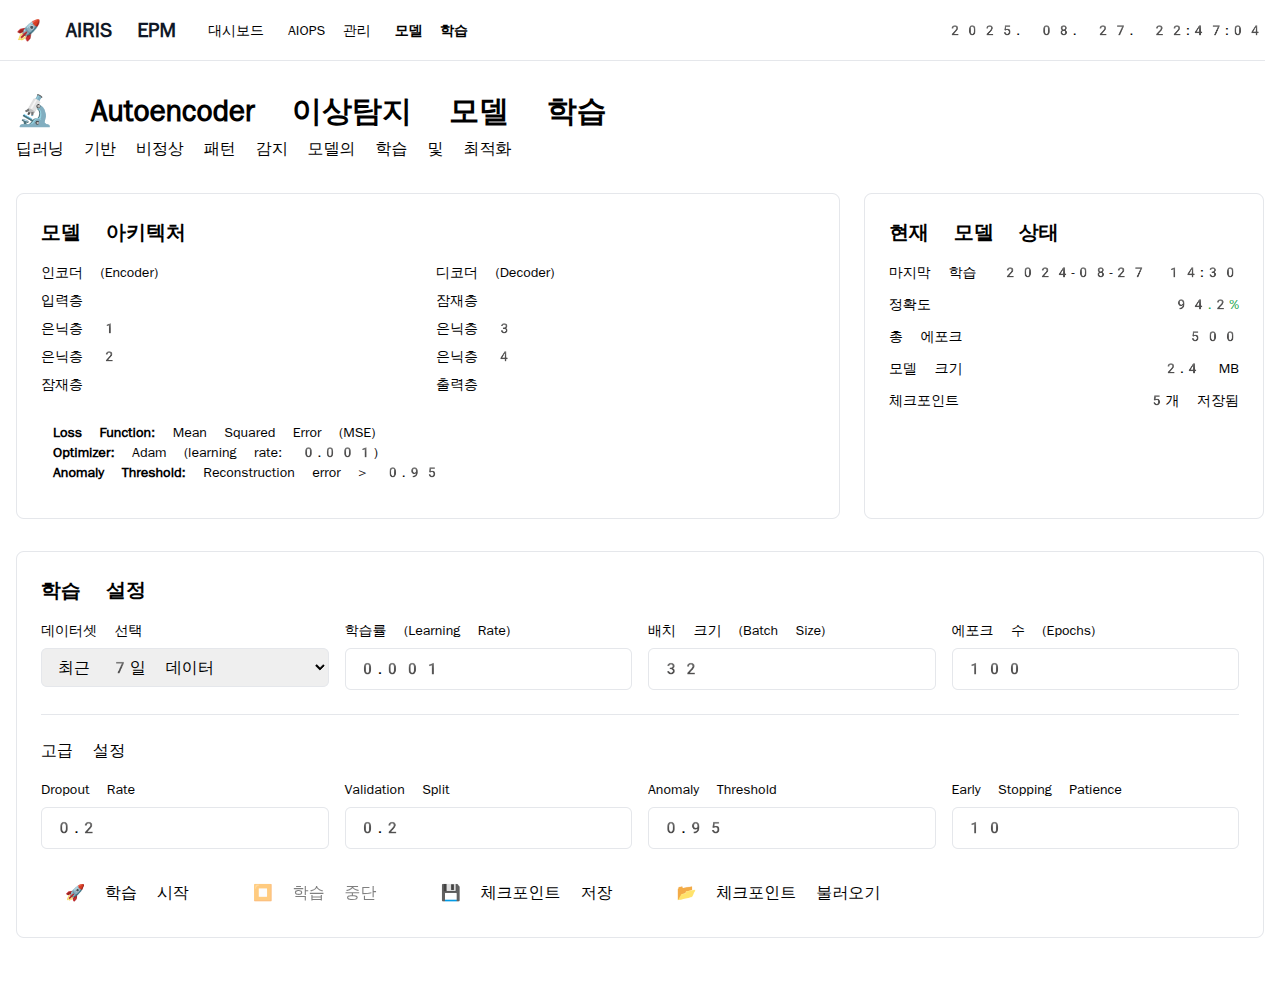 🚀 AIRIS EPM 대시보드 AIOPS 관리 모델 학습 2025. 08. 27. 22:47:04
🔬 Autoencoder 이상탐지 모델 학습
딥러닝 기반 비정상 패턴 감지 모델의 학습 및 최적화
모델 아키텍처
인코더 (Encoder)
입력층
은닉층 1
은닉층 2
잠재층
디코더 (Decoder)
잠재층
은닉층 3
은닉층 4
출력층
Loss Function: Mean Squared Error (MSE)
Optimizer: Adam (learning rate: 0.001)
Anomaly Threshold: Reconstruction error > 0.95
현재 모델 상태
마지막 학습 2024-08-27 14:30
정확도 94.2%
총 에포크 500
모델 크기 2.4 MB
체크포인트 5개 저장됨
학습 설정
데이터셋 선택 학습률 (Learning Rate) 배치 크기 (Batch Size) 에포크 수 (Epochs)
최근 7일 데이터 0.001 32 100
고급 설정
Dropout Rate Validation Split Anomaly Threshold Early Stopping Patience
0.2 0.2 0.95 10
🚀 학습 시작 ⏹️ 학습 중단 💾 체크포인트 저장 📂 체크포인트 불러오기